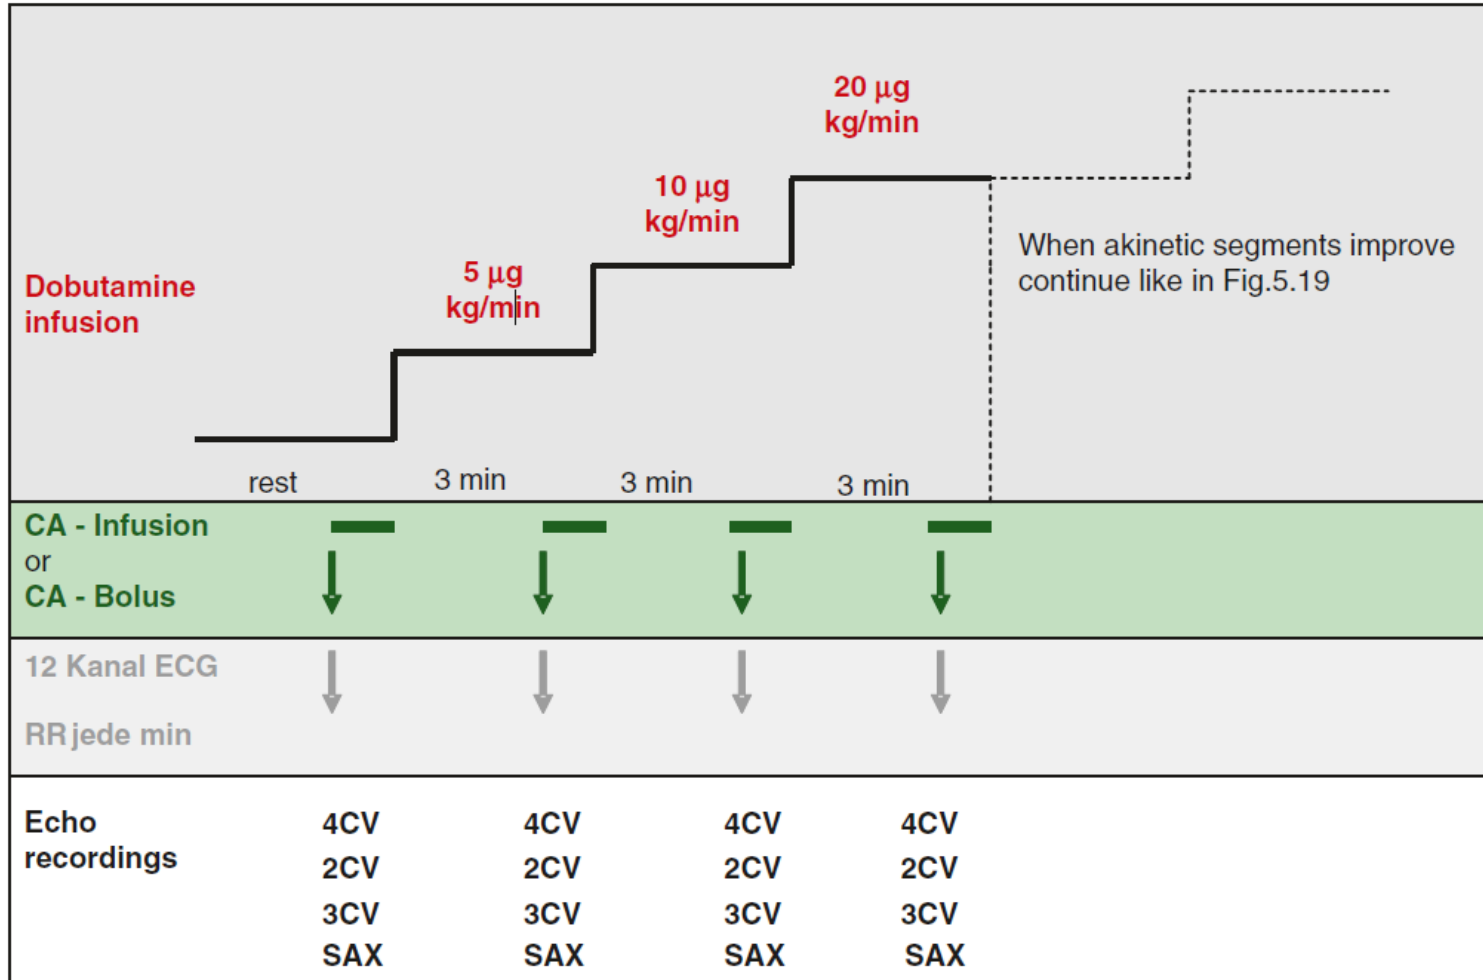 20 µg
kg/min
10 µg
kg/min
When akinetic segments improve
continue like in Fig.5.19
5 µg
kg/min
Dobutamine
infusion
rest
3 min
3 min
3 min
CA - Infusion
or
CA - Bolus
12 Kanal ECG
RR jede min
Echo
recordings
4CV 4CV 4CV 4CV
2CV 2CV 2CV 2CV
3CV 3CV 3CV 3CV
SAX SAX SAX SAX